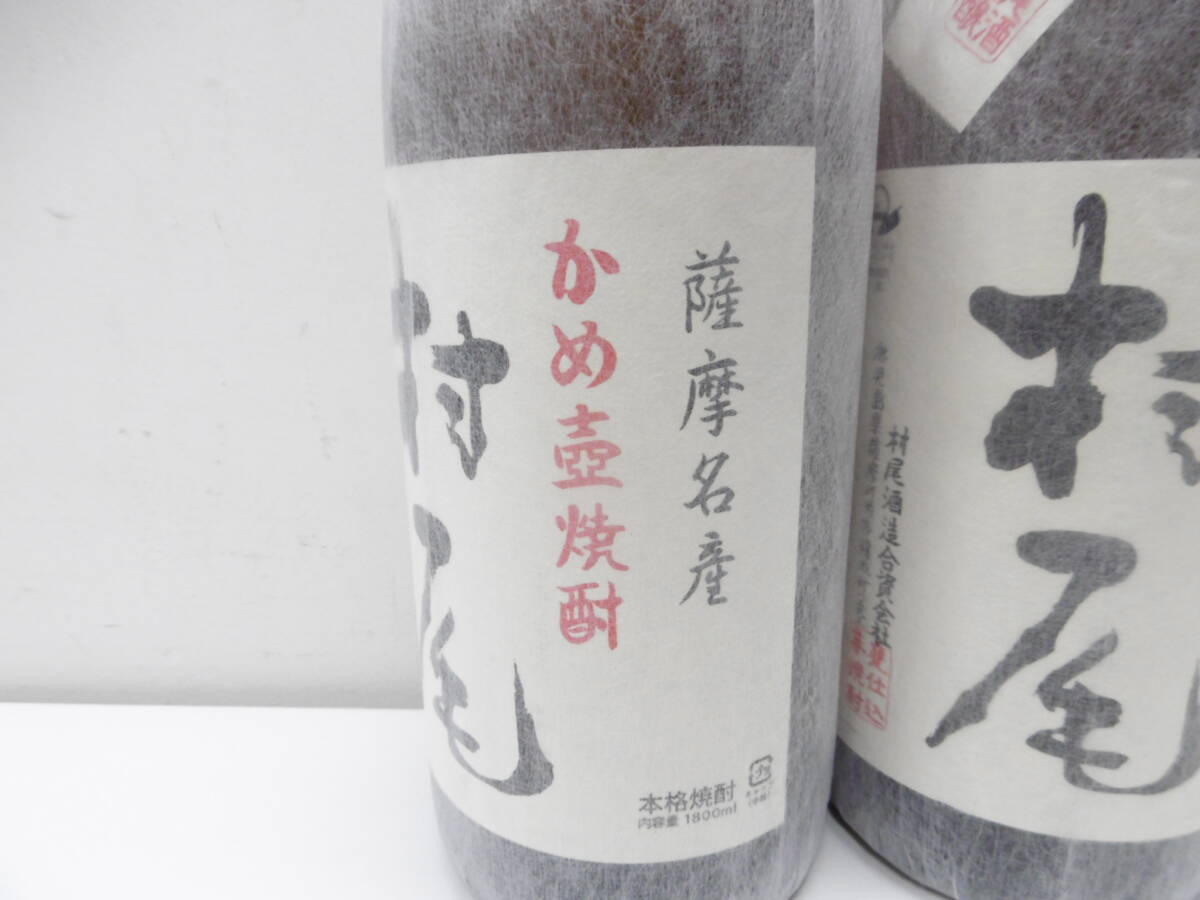 薩摩名産
かめ壺焼酎
村尾
本格焼酎
内容量 1800ml
村尾
村尾酒造合資会社